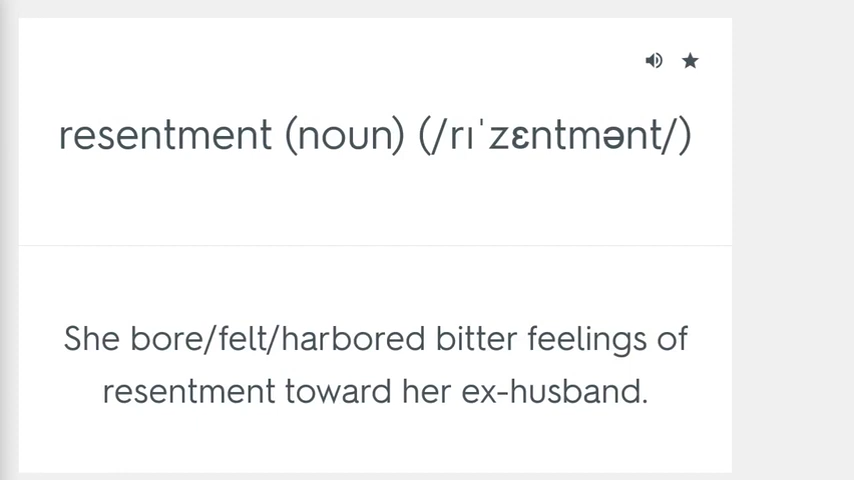 resentment (noun) (/rɪˈzɛntmənt/)
She bore/felt/harbored bitter feelings of
resentment toward her ex-husband.